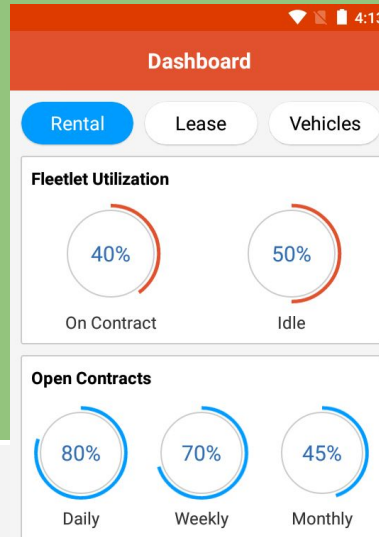 4:13
Dashboard
Rental Lease Vehicles
Fleetlet Utilization
40% 50%
On Contract Idle
Open Contracts
80% 70% 45%
Daily Weekly Monthly